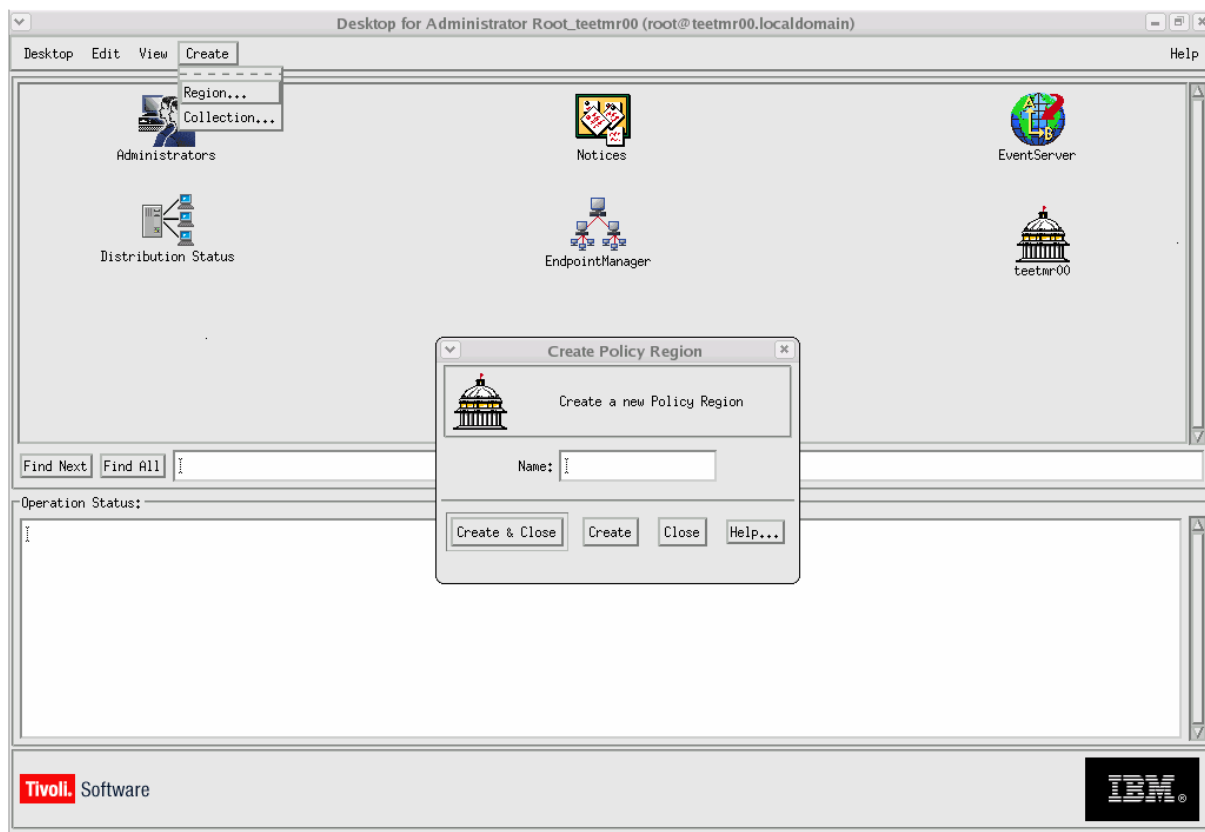 Desktop for Administrator Root_teetmr00 (root@teetmr00.localdomain)
Desktop Edit View Create Help
Region...
Collection...
Administrators
Notices
EventServer
Distribution Status
EndpointManager
teetmr00
Create Policy Region
Create a new Policy Region
Name:
Create & Close Create Close Help...
Find Next Find All
Operation Status:
Tivoli. Software
IBM®